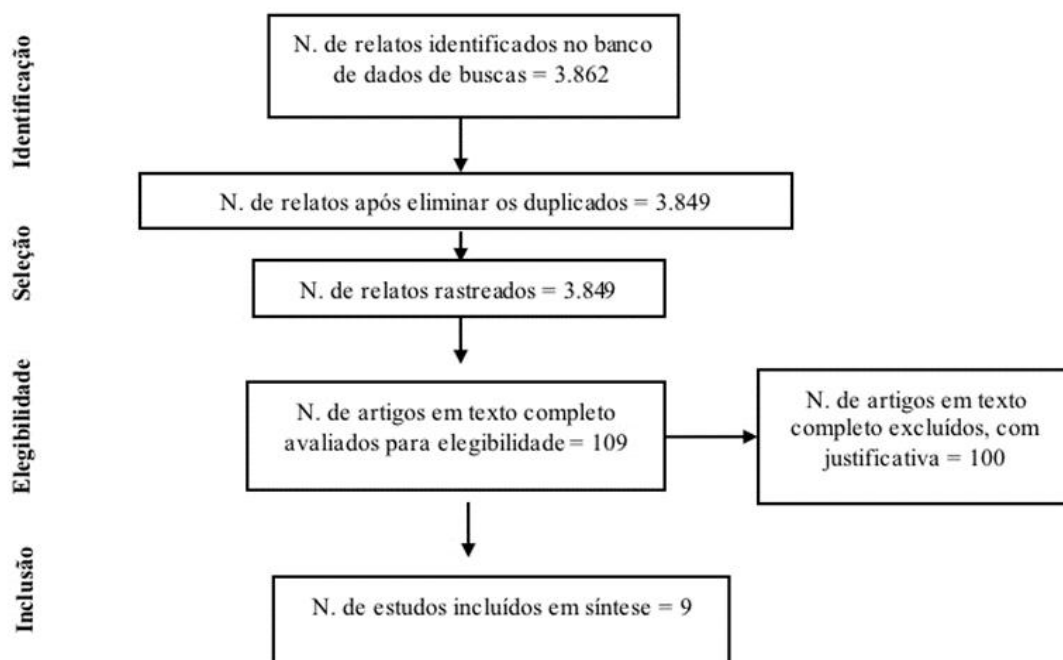 Identificação
N. de relatos identificados no banco
de dados de buscas = 3.862
N. de relatos após eliminar os duplicados = 3.849
Seleção
N. de relatos rastreados = 3.849
Elegibilidade
N. de artigos em texto completo
avaliados para elegibilidade = 109
N. de artigos em texto
completo excluídos, com
justificativa = 100
Inclusão
N. de estudos incluídos em síntese = 9